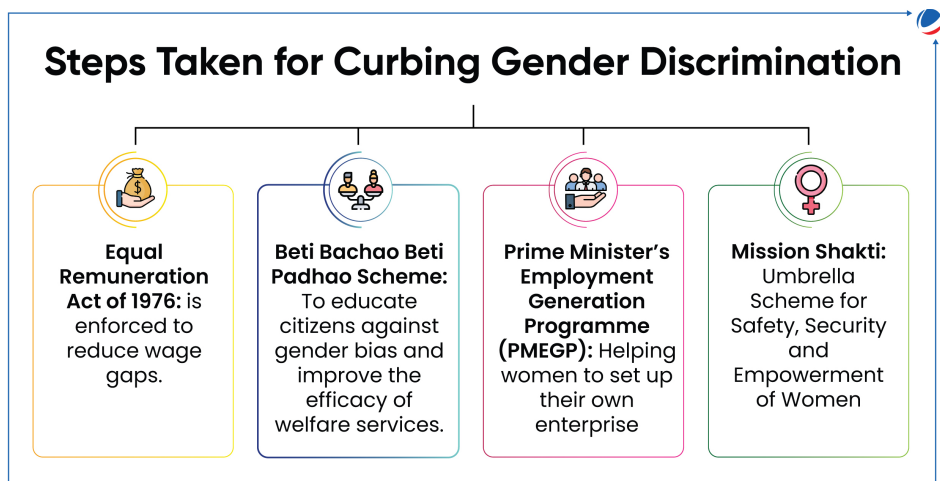 Steps Taken for Curbing Gender Discrimination
Equal
Remuneration
Act of 1976: is
enforced to
reduce wage
gaps.
Beti Bachao Beti
Padhao Scheme:
To educate
citizens against
gender bias and
improve the
efficacy of
welfare services.
Prime Minister’s
Employment
Generation
Programme
(PMEGP): Helping
women to set up
their own
enterprise
Mission Shakti:
Umbrella
Scheme for
Safety, Security
and
Empowerment
of Women